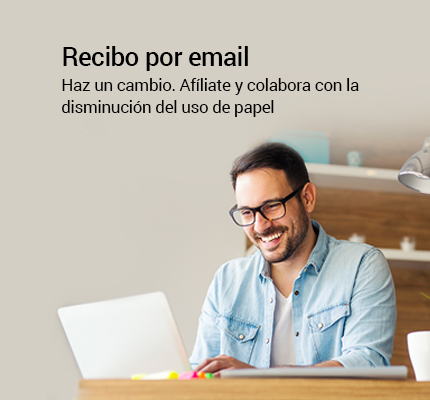 Recibo por email
Haz un cambio. Afíliate y colabora con la
disminución del uso de papel